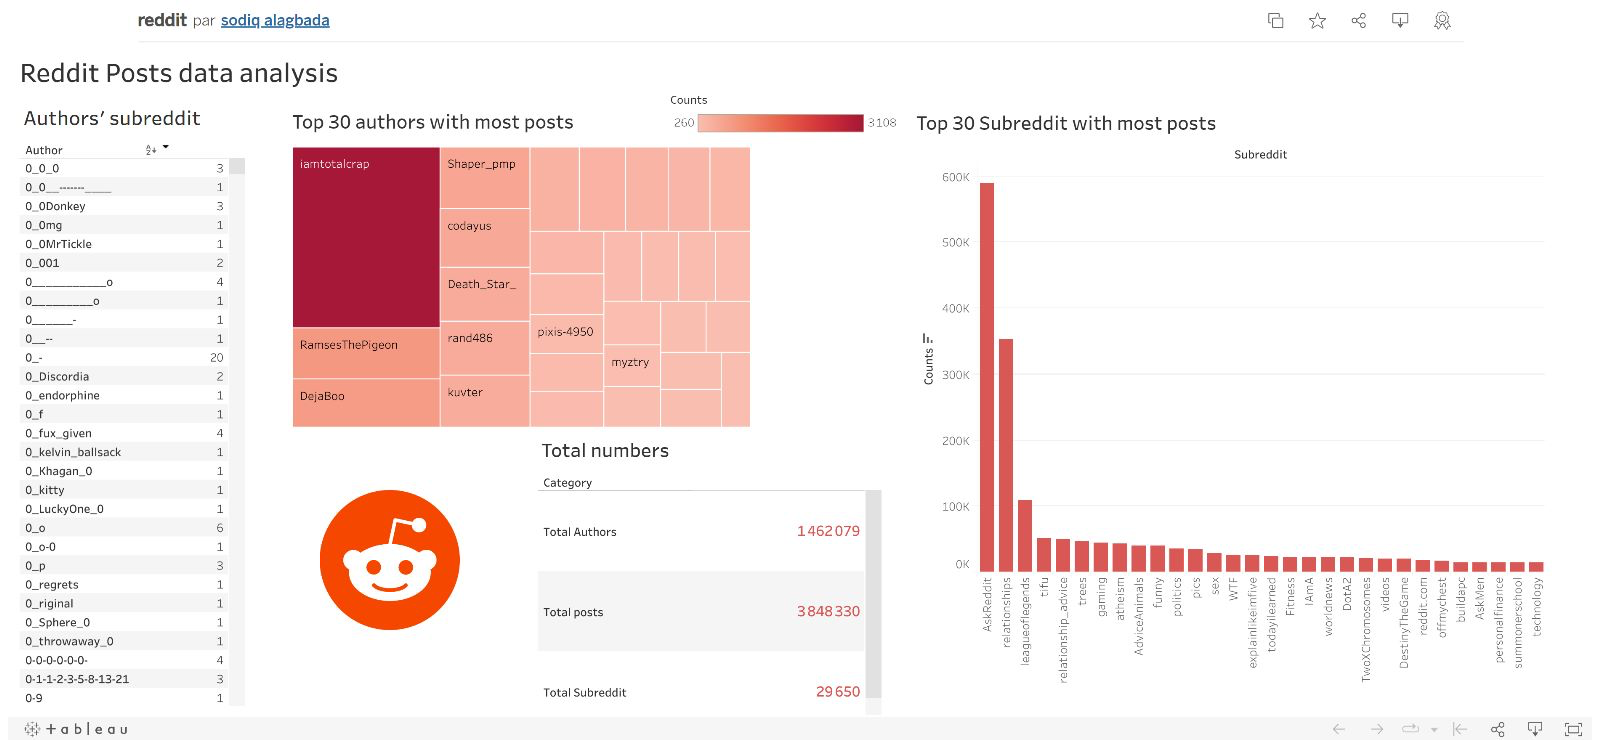 reddit par sodiq alagbada
Reddit Posts data analysis
Authors' subreddit
Author
0_0_0 3
0_0__-------____ 1
0_0Donkey 3
0_0mg 1
0_0MrTickle 1
0_001 2
0___________o 4
0_________o 1
0______- 1
0__-- 1
0_- 20
0_Discordia 2
0_endorphine 1
0_f 1
0_fux_given 4
0_kelvin_ballsack 1
0_Khagan_0 1
0_kitty 1
0_LuckyOne_0 1
0_o 6
0_o-0 1
0_p 3
0_regrets 1
0_riginal 1
0_Sphere_0 1
0_throwaway_0 1
0-0-0-0-0-0- 4
0-1-1-2-3-5-8-13-21 3
0-9 1
Top 30 authors with most posts
Counts
260 3108
iamtotalcrap
RamsesThePigeon
DejaBoo
Shaper_pmp
codayus
Death_Star_
rand486
kuvter
pixis-4950
myztry
Total numbers
Category
Total Authors 1 462 079
Total posts 3 848 330
Total Subreddit 29 650
Top 30 Subreddit with most posts
Subreddit
Counts
600K
500K
400K
300K
200K
100K
0K
AskReddit
relationships
leagueoflegends
tifu
relationship_advice
trees
gaming
atheism
AdviceAnimals
funny
politics
pics
sex
WTF
explainlikeimfive
todayilearned
Fitness
IAmA
worldnews
DotA2
TwoXChromosomes
videos
DestinyTheGame
reddit.com
offmychest
buildapc
AskMen
personalfinance
summonerschool
technology
+ableau